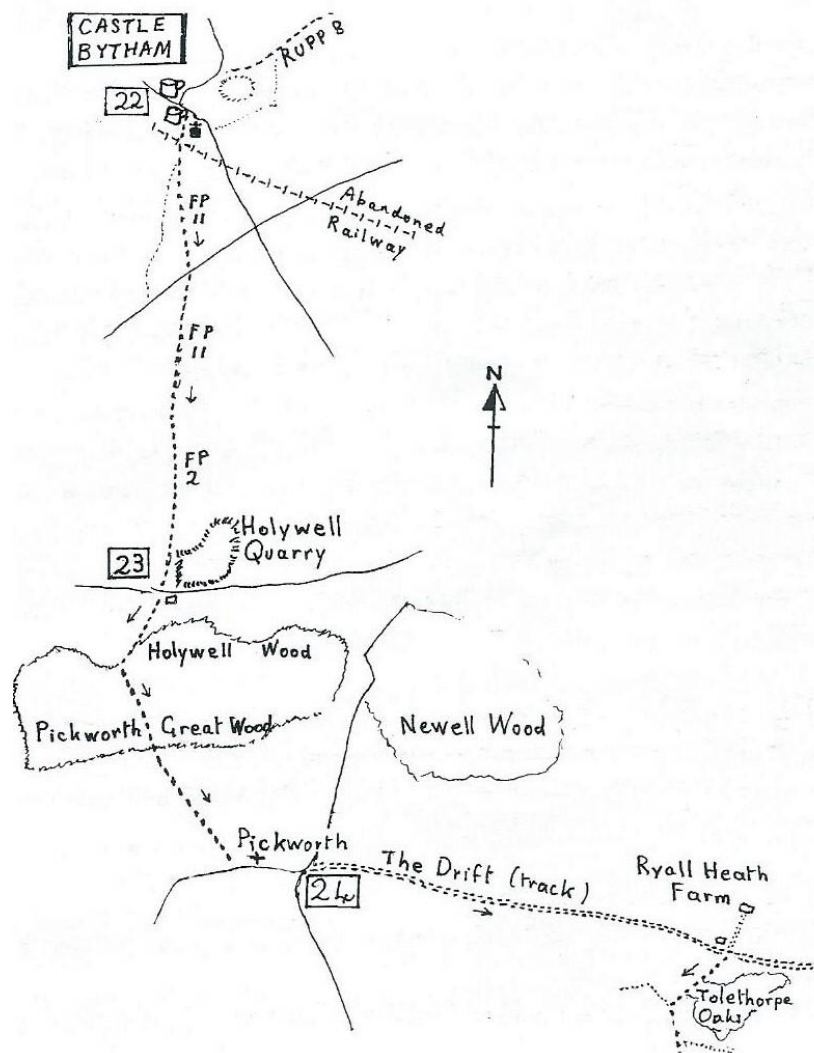 CASTLE
BYTHAM
RUPP 8
22
Abandoned
Railway
FP
11
FP
11
N
FP
2
Holywell
Quarry
23
Holywell Wood
Pickworth Great Wood
Newell Wood
Pickworth
The Drift (track)
Ryall Heath
Farm
24
Tolethorpe
Oaks